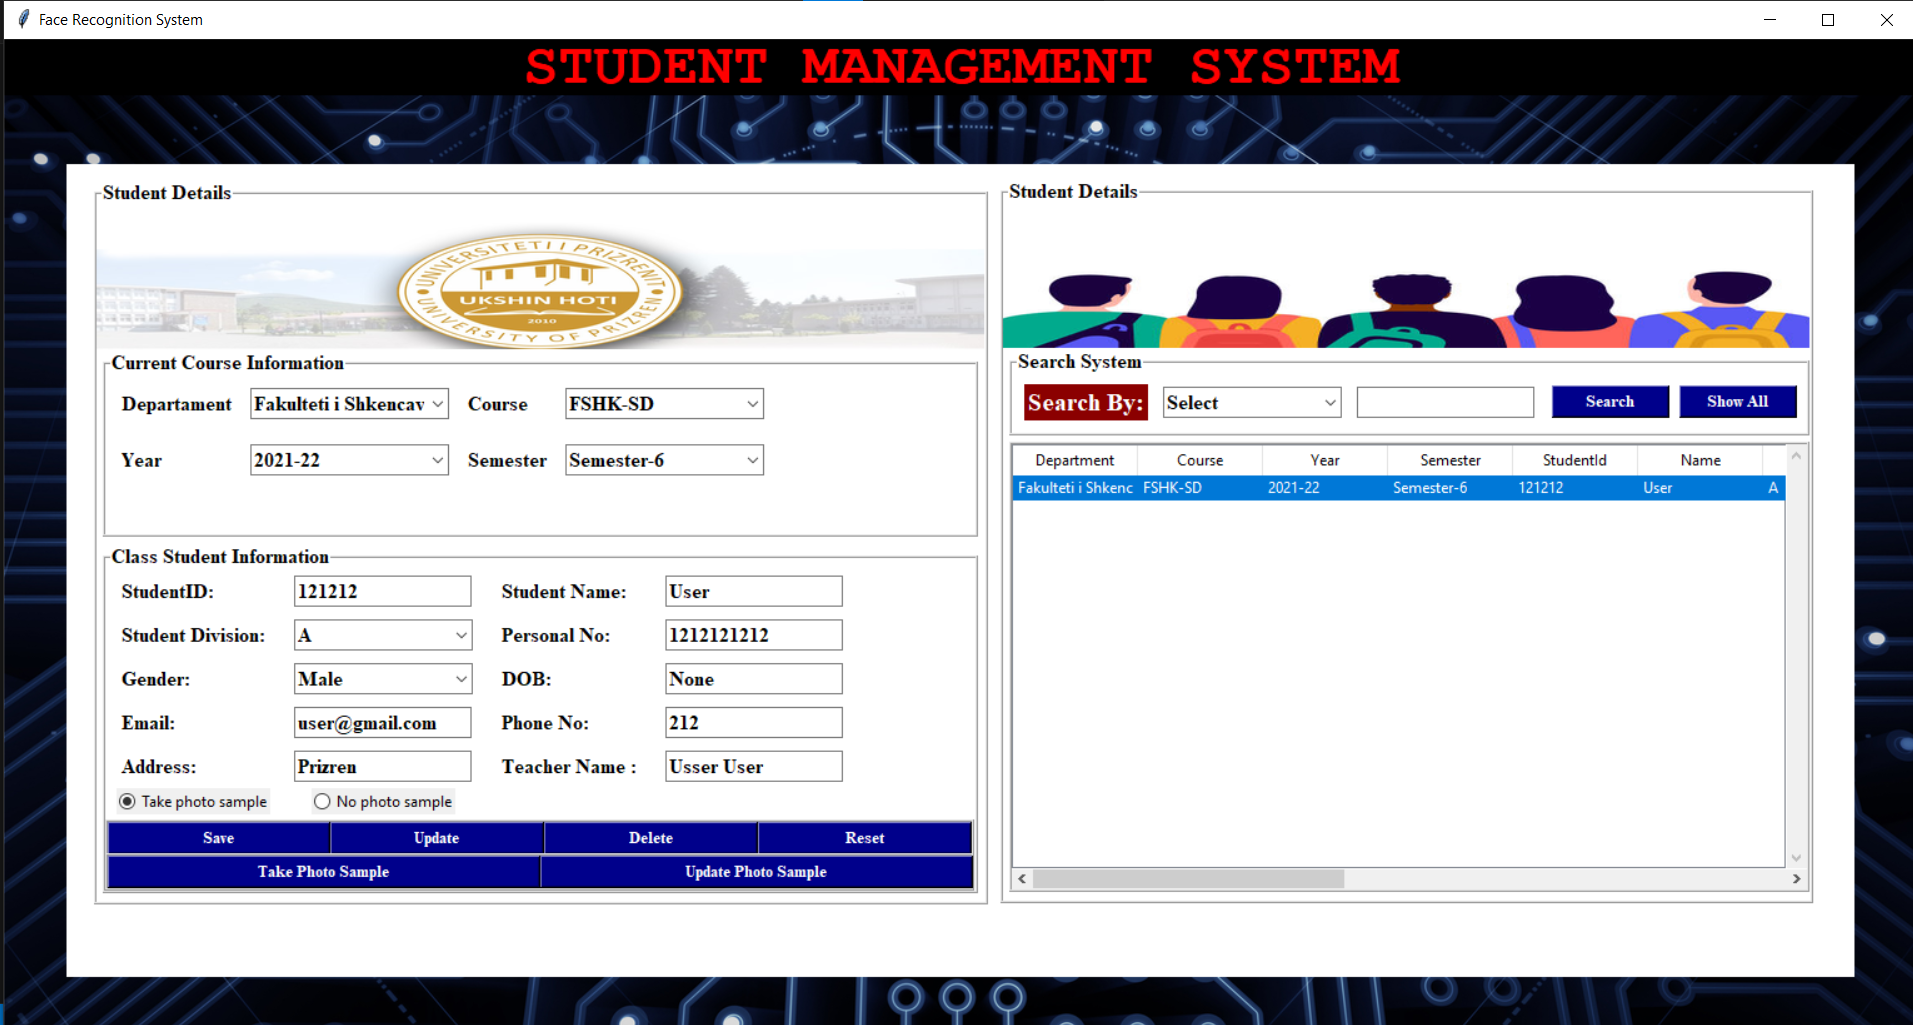 Face Recognition System
STUDENT MANAGEMENT SYSTEM
Student Details
UNIVERSITETI I PRIZRENIT
UKSHIN HOTI
2010
UNIVERSITY OF PRIZREN
Current Course Information
Departament Fakulteti i Shkencav Course FSHK-SD
Year 2021-22 Semester Semester-6
Class Student Information
StudentID: 121212 Student Name: User
Student Division: A Personal No: 1212121212
Gender: Male DOB: None
Email: user@gmail.com Phone No: 212
Address: Prizren Teacher Name : Usser User
Take photo sample No photo sample
Save Update Delete Reset
Take Photo Sample Update Photo Sample
Student Details
Search System
Search By: Select Search Show All
Department Course Year Semester StudentId Name
Fakulteti i Shkenc FSHK-SD 2021-22 Semester-6 121212 User A